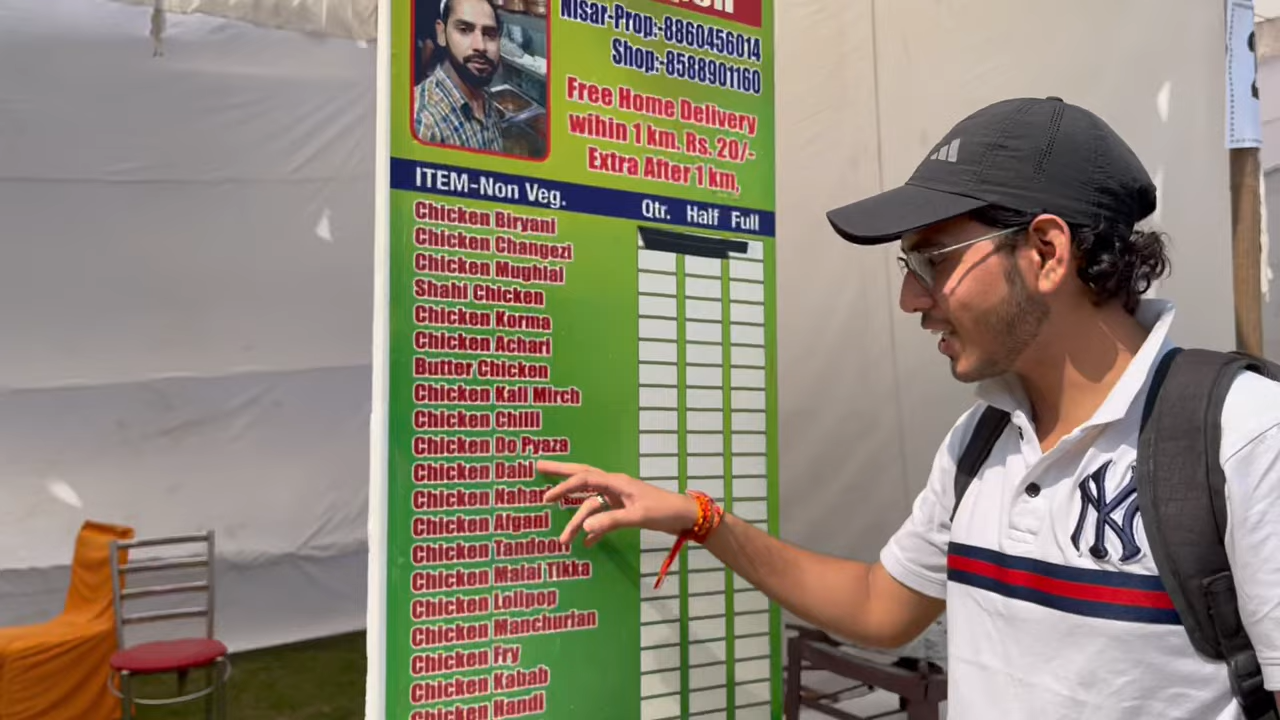 Nisar-Prop:-8860456014
Shop:-8588901160
Free Home Delivery
wihin 1 km. Rs. 20/-
Extra After 1 km,
ITEM-Non Veg. Qtr. Half Full
Chicken Biryani
Chicken Changezi
Chicken Mughlai
Shahi Chicken
Chicken Korma
Chicken Achari
Butter Chicken
Chicken Kali Mirch
Chicken Chilli
Chicken Do Pyaza
Chicken Dahi
Chicken Nahari
Chicken Afgani
Chicken Tandoori
Chicken Malai Tikka
Chicken Lolipop
Chicken Manchurian
Chicken Fry
Chicken Kabab
Chicken Handi
NY